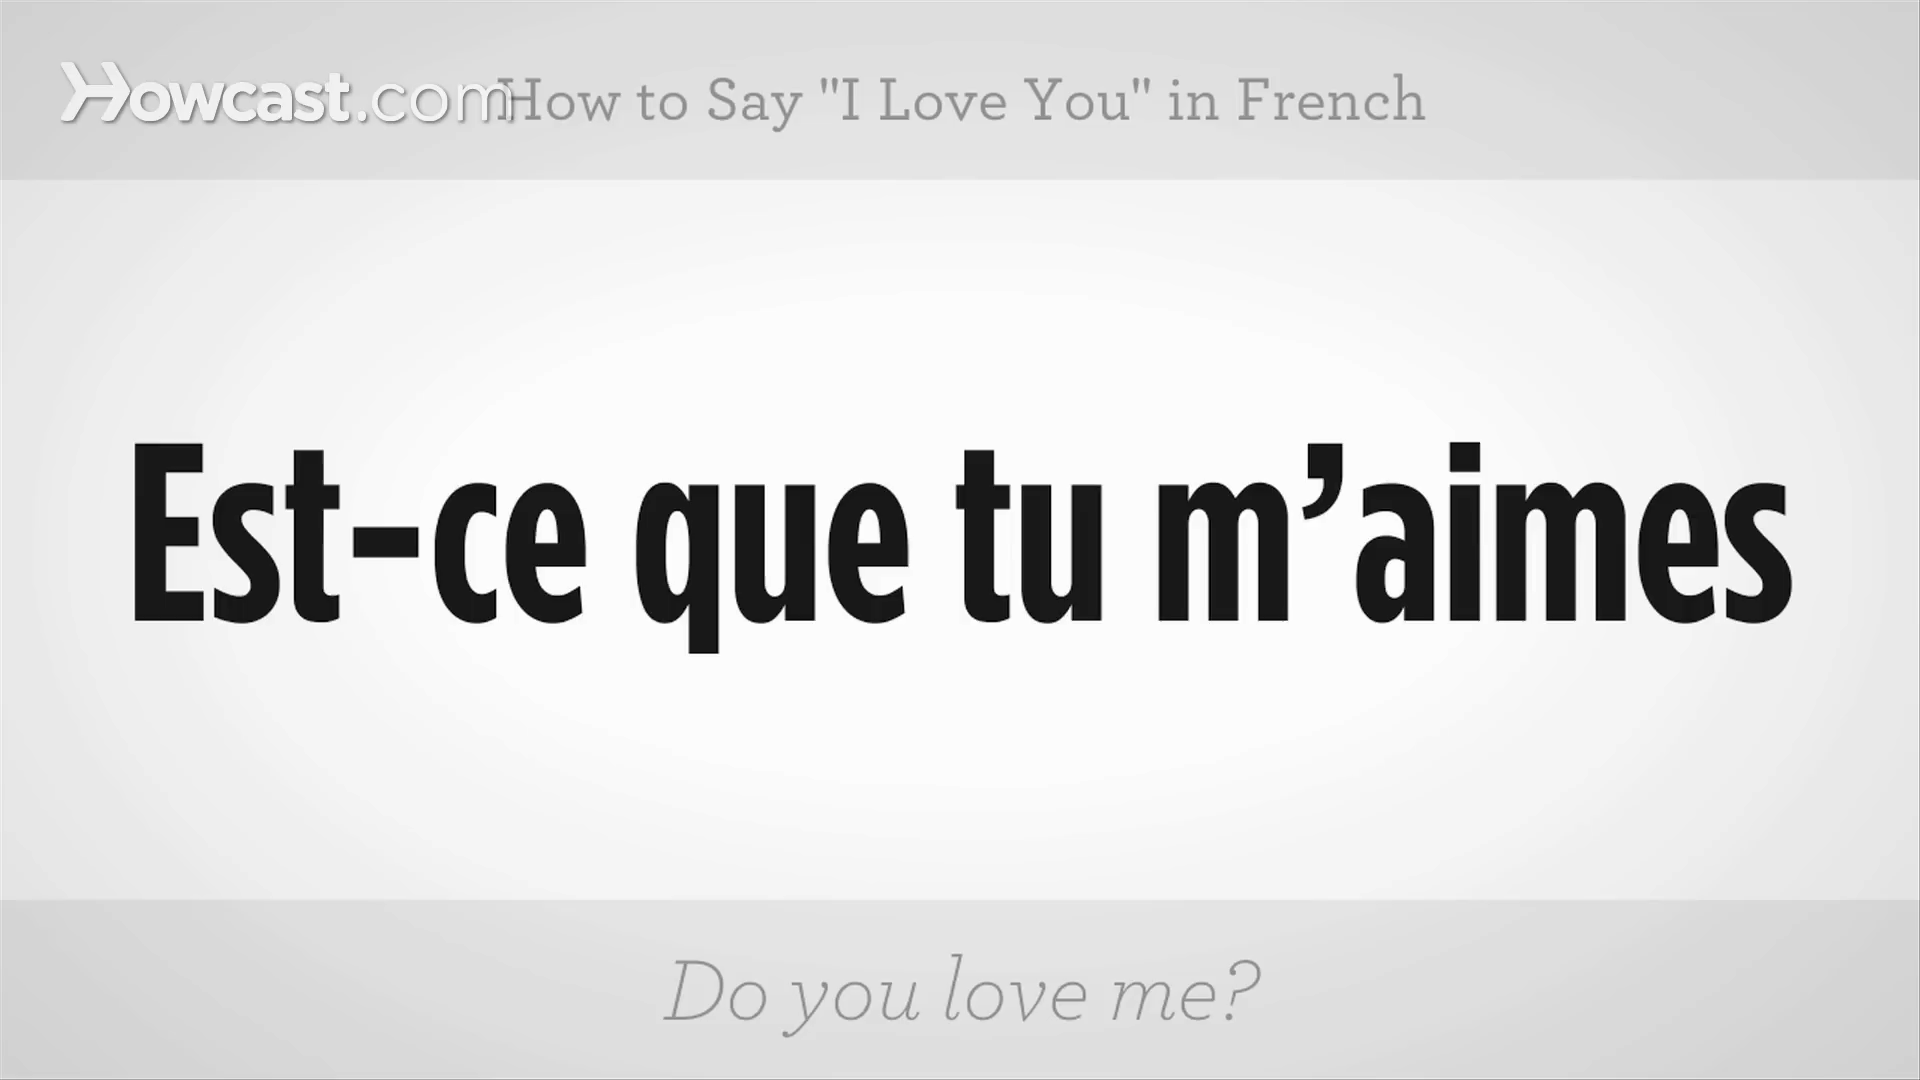 Howcast.com
How to Say "I Love You" in French
Est-ce que tu m’aimes
Do you love me?